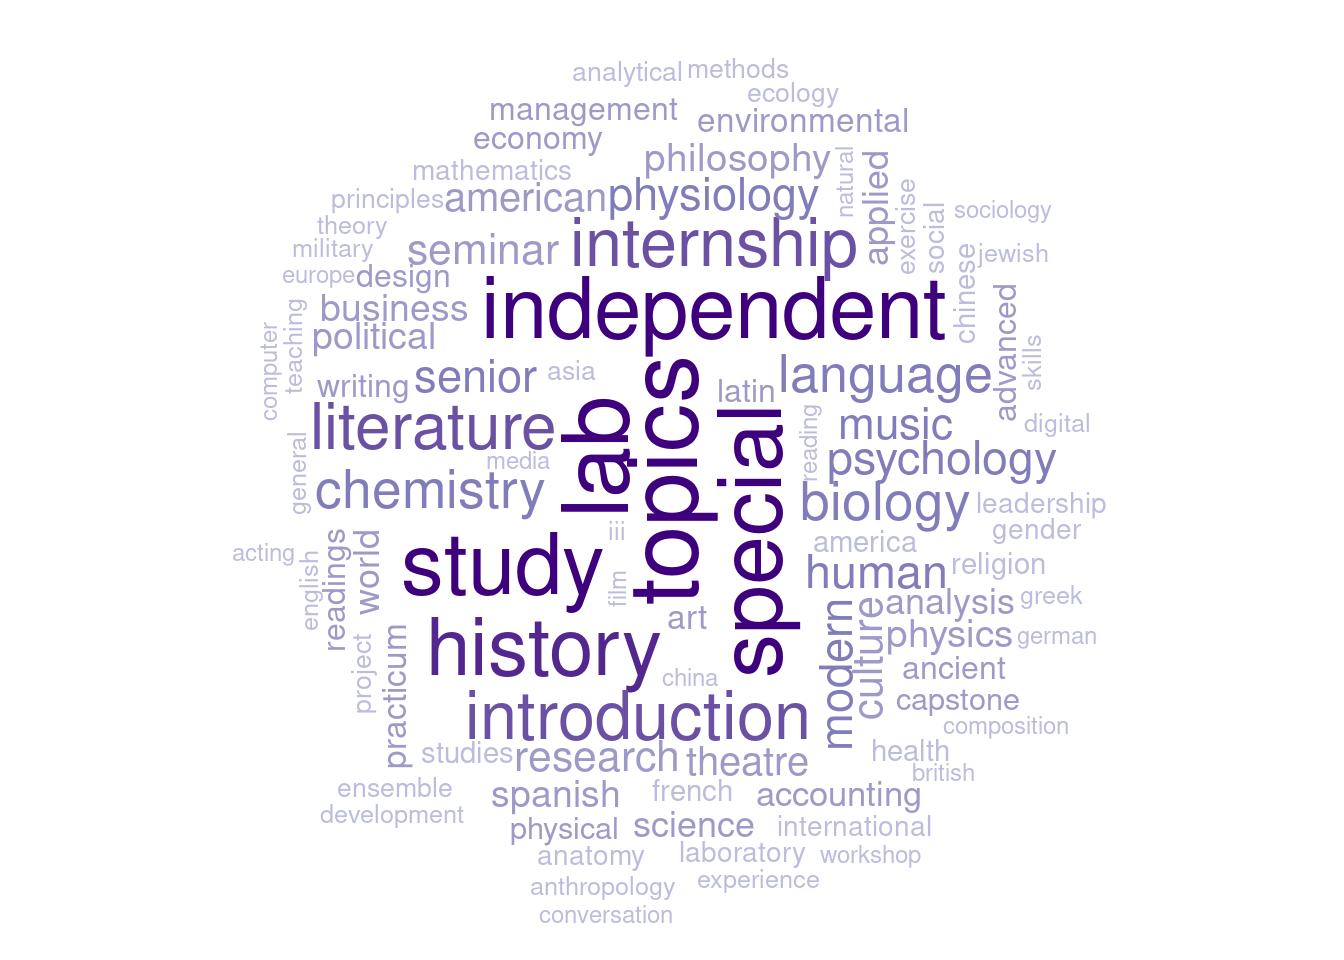 analytical
methods
ecology
management
environmental
economy
philosophy
natural
applied
mathematics
american
physiology
exercise
social
sociology
principles
theory
military
seminar
internship
chinese
jewish
europe
design
independent
advanced
skills
business
teaching
computer
political
topics
language
writing
senior
asia
latin
literature
lab
special
reading
music
digital
general
media
psychology
chemistry
biology
leadership
gender
iii
america
acting
english
readings
world
study
film
human
religion
art
modern
culture
analysis
greek
project
practicum
history
physics
german
china
ancient
introduction
capstone
composition
studies
research
theatre
health
british
ensemble
spanish
french
accounting
development
physical
science
international
anatomy
laboratory
workshop
anthropology
experience
conversation